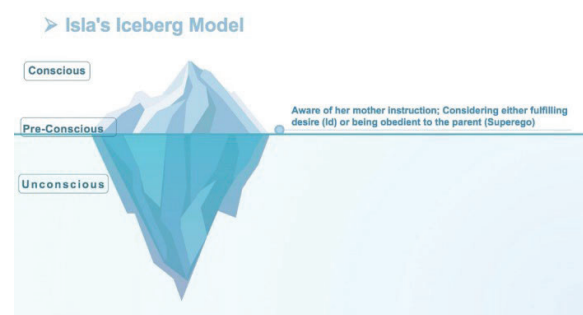 ➢ Isla's Iceberg Model
Conscious
Aware of her mother instruction; Considering either fulfilling
desire (Id) or being obedient to the parent (Superego)
Pre-Conscious
Unconscious